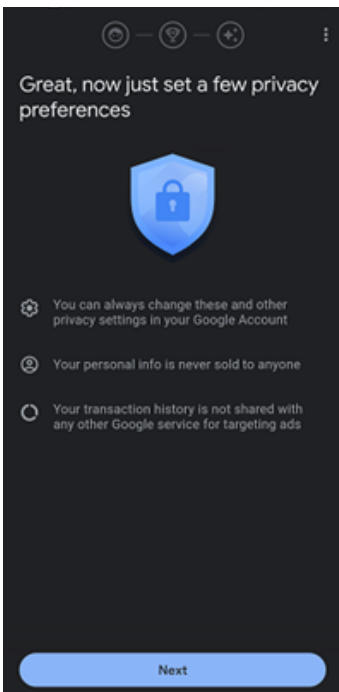 Great, now just set a few privacy
preferences
You can always change these and other
privacy settings in your Google Account
Your personal info is never sold to anyone
Your transaction history is not shared with
any other Google service for targeting ads
Next